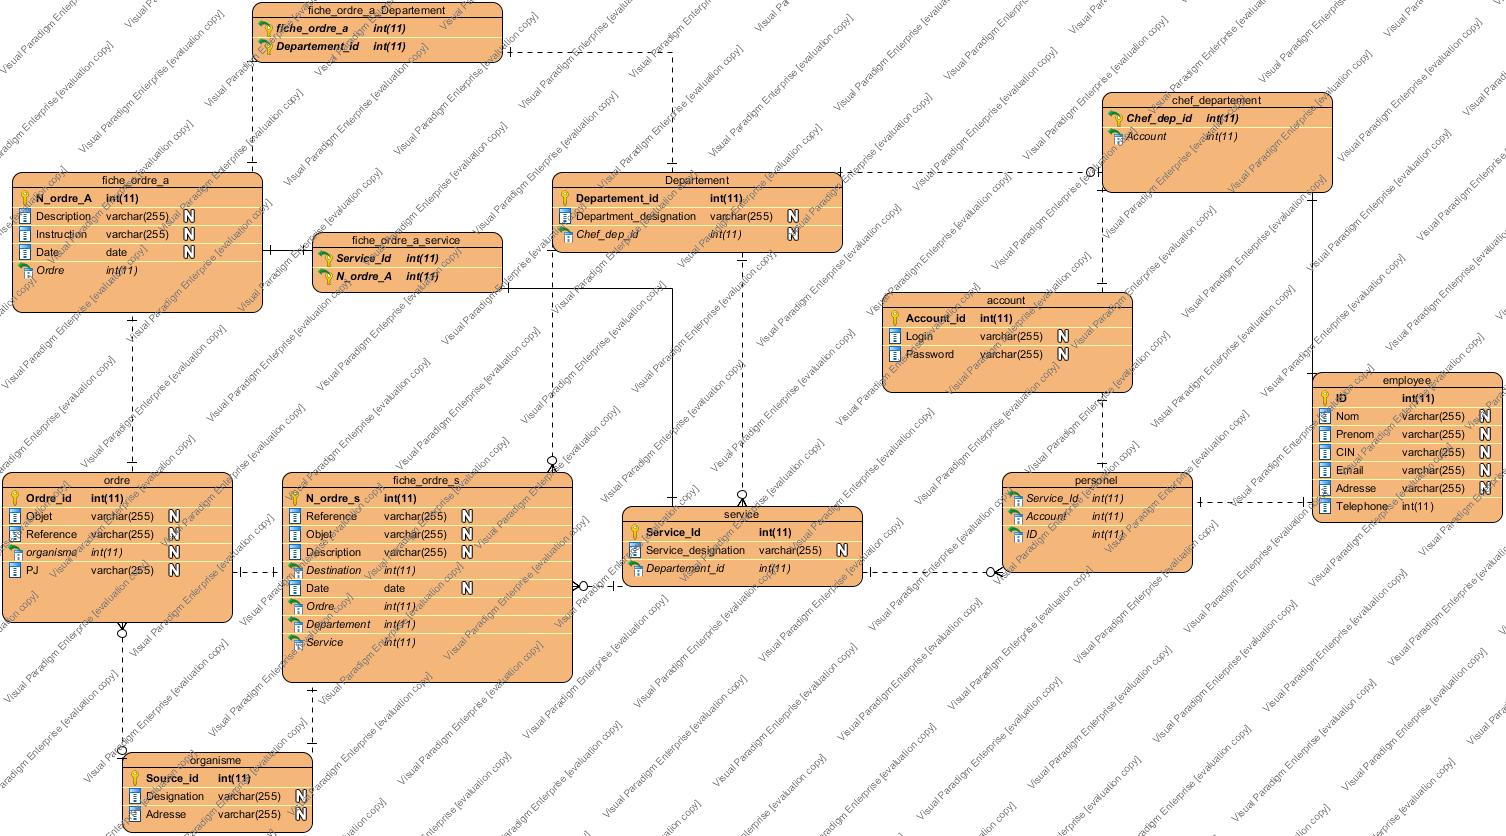 fiche_ordre_a_Departement
fiche_ordre_a int(11)
Departement_id int(11)
chef_departement
Chef_dep_id int(11)
Account int(11)
fiche_ordre_a
N_ordre_A int(11)
Description varchar(255) N
Instruction varchar(255) N
Date date N
Ordre int(11)
Departement
Departement_id int(11)
Department_designation varchar(255) N
Chef_dep_id int(11) N
fiche_ordre_a_service
Service_Id int(11)
N_ordre_A int(11)
account
Account_id int(11)
Login varchar(255) N
Password varchar(255) N
employee
ID int(11)
Nom varchar(255) N
Prenom varchar(255) N
CIN varchar(255) N
Email varchar(255) N
Adresse varchar(255) N
Telephone int(11)
ordre
Ordre_id int(11)
Objet varchar(255) N
Reference varchar(255) N
organisme int(11) N
PJ varchar(255) N
fiche_ordre_s
N_ordre_s int(11)
Reference varchar(255) N
Objet varchar(255) N
Description varchar(255) N
Destination int(11)
Date date N
Ordre int(11)
Departement int(11)
Service int(11)
service
Service_Id int(11)
Service_designation varchar(255) N
Departement_id int(11)
personel
Service_Id int(11)
Account int(11)
ID int(11)
organisme
Source_id int(11)
Designation varchar(255) N
Adresse varchar(255) N
Visual Paradigm Enterprise [evaluation copy]